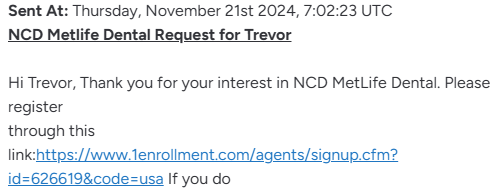 Sent At: Thursday, November 21st 2024, 7:02:23 UTC
NCD Metlife Dental Request for Trevor
Hi Trevor, Thank you for your interest in NCD MetLife Dental. Please
register
through this
link:https://www.1enrollment.com/agents/signup.cfm?
id=626619&code=usa If you do